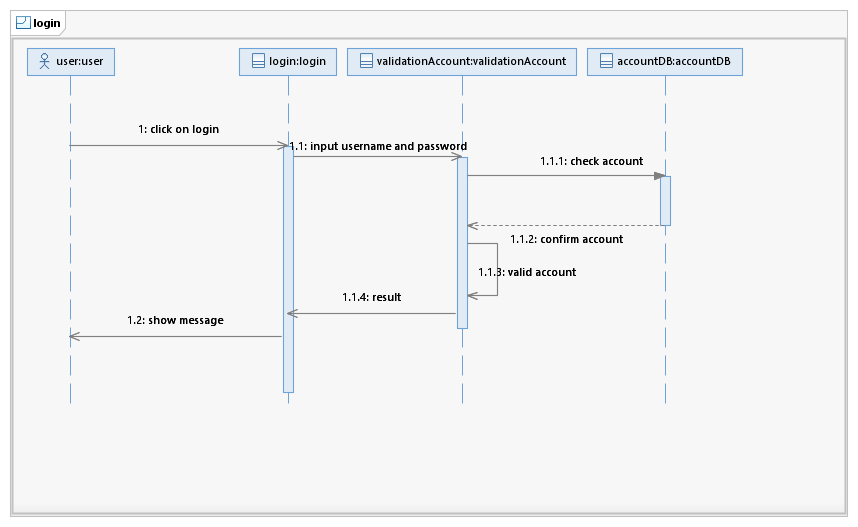 login
user:user
login:login
validationAccount:validationAccount
accountDB:accountDB
1: click on login
1.1: input username and password
1.1.1: check account
1.1.2: confirm account
1.1.3: valid account
1.1.4: result
1.2: show message